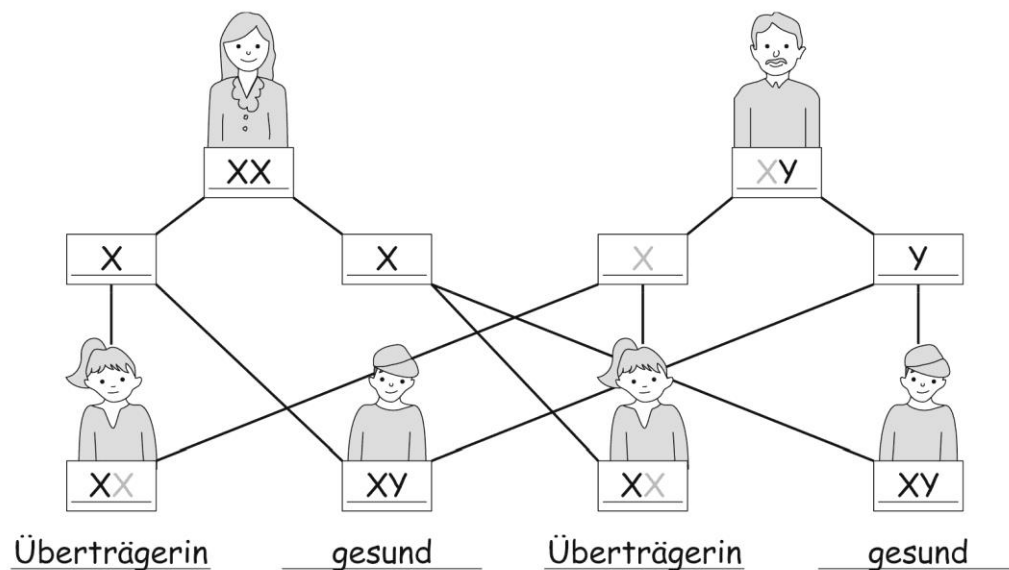 XX XY
X X X Y
XX XY XX XY
Überträgerin gesund Überträgerin gesund